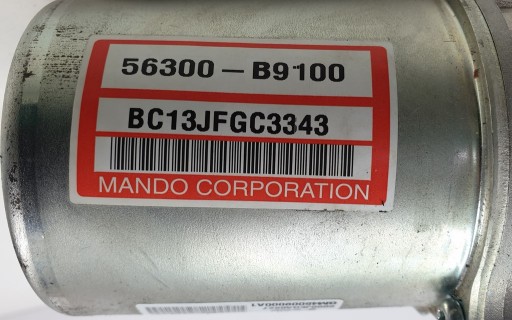 56300-B9100
BC13JFGC3343
MANDO CORPORATION